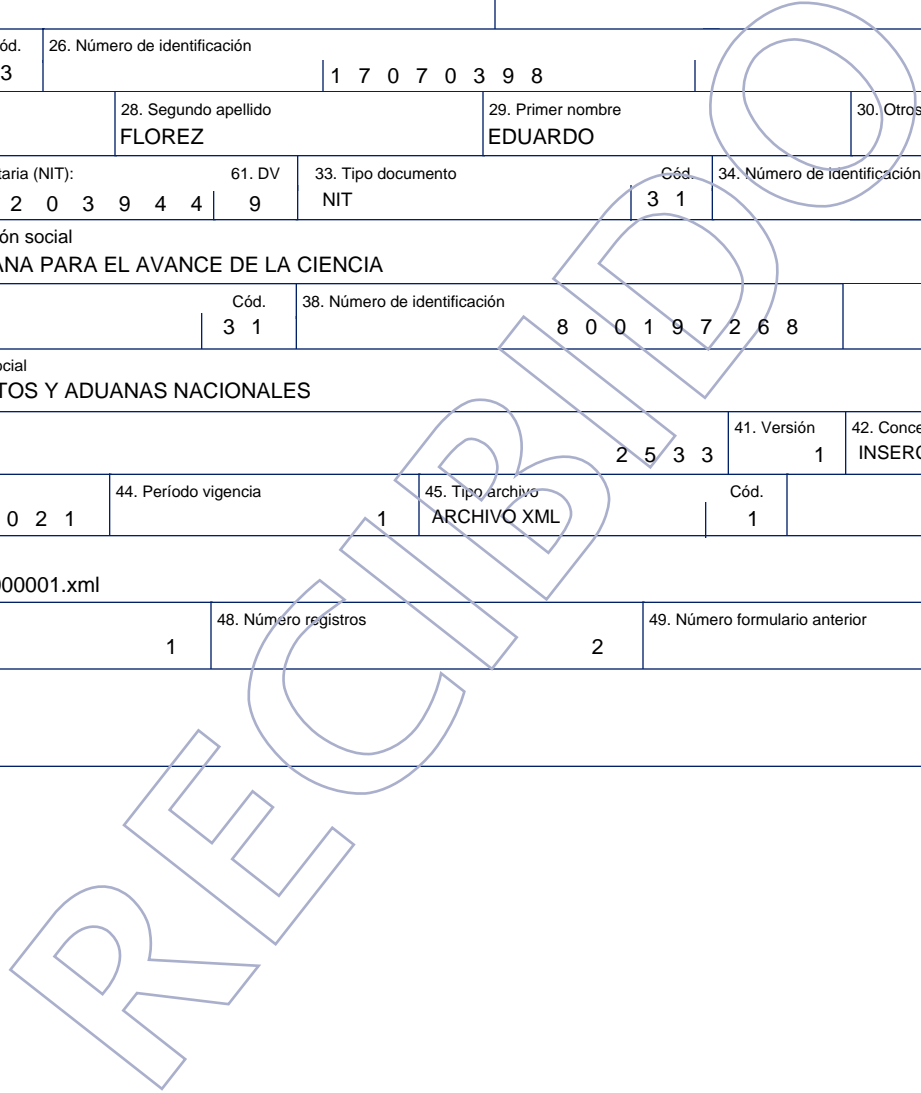 ód. 26. Número de identificación
3 1 7 0 7 0 3 9 8
28. Segundo apellido 29. Primer nombre 30. Otros
FLOREZ EDUARDO
taria (NIT): 61. DV 33. Tipo documento Cód. 34. Número de identificación
2 0 3 9 4 4 9 NIT 3 1
ón social
ANA PARA EL AVANCE DE LA CIENCIA
Cód. 38. Número de identificación
3 1 8 0 0 1 9 7 2 6 8
ocial
TOS Y ADUANAS NACIONALES
41. Versión 42. Conce
2 5 3 3 1 INSERC
44. Período vigencia 45. Tipo archivo Cód.
0 2 1 1 ARCHIVO XML 1
000001.xml
48. Número registros 49. Número formulario anterior
1 2
RECIBIDO